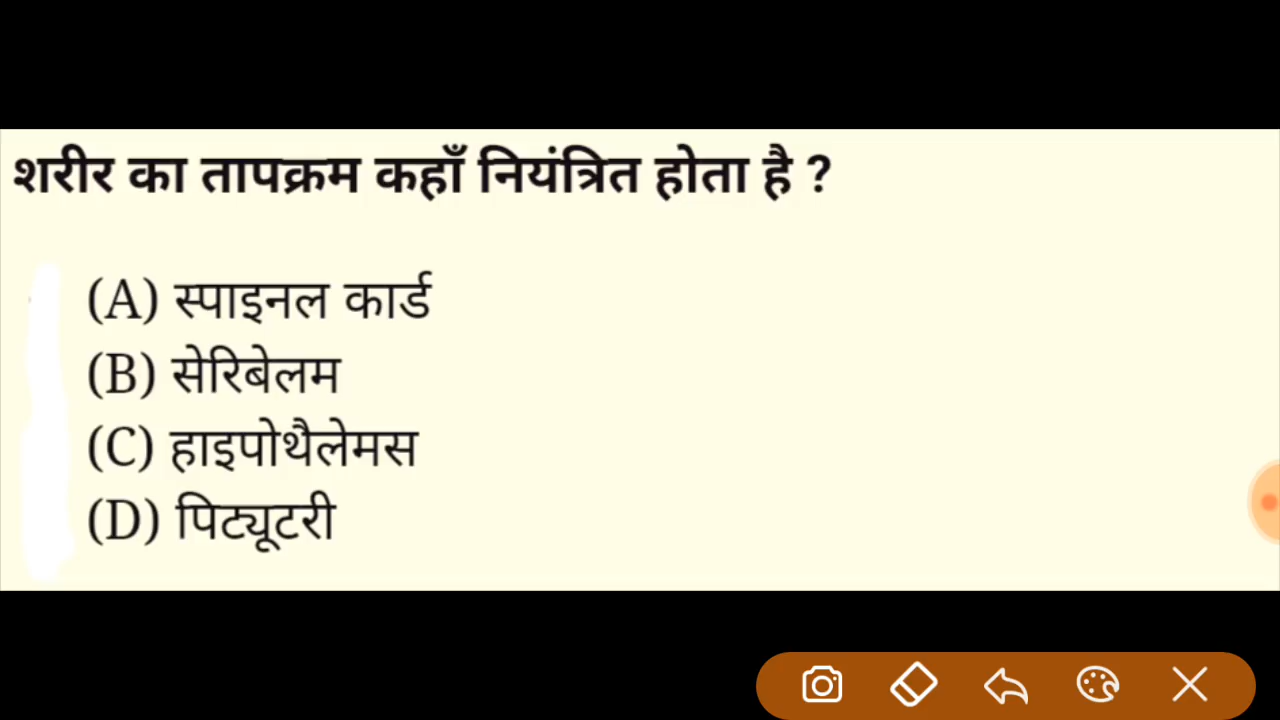 शरीर का तापक्रम कहाँ नियंत्रित होता है ?
(A) स्पाइनल कार्ड
(B) सेरिबेलम
(C) हाइपोथैलेमस
(D) पिट्यूटरी